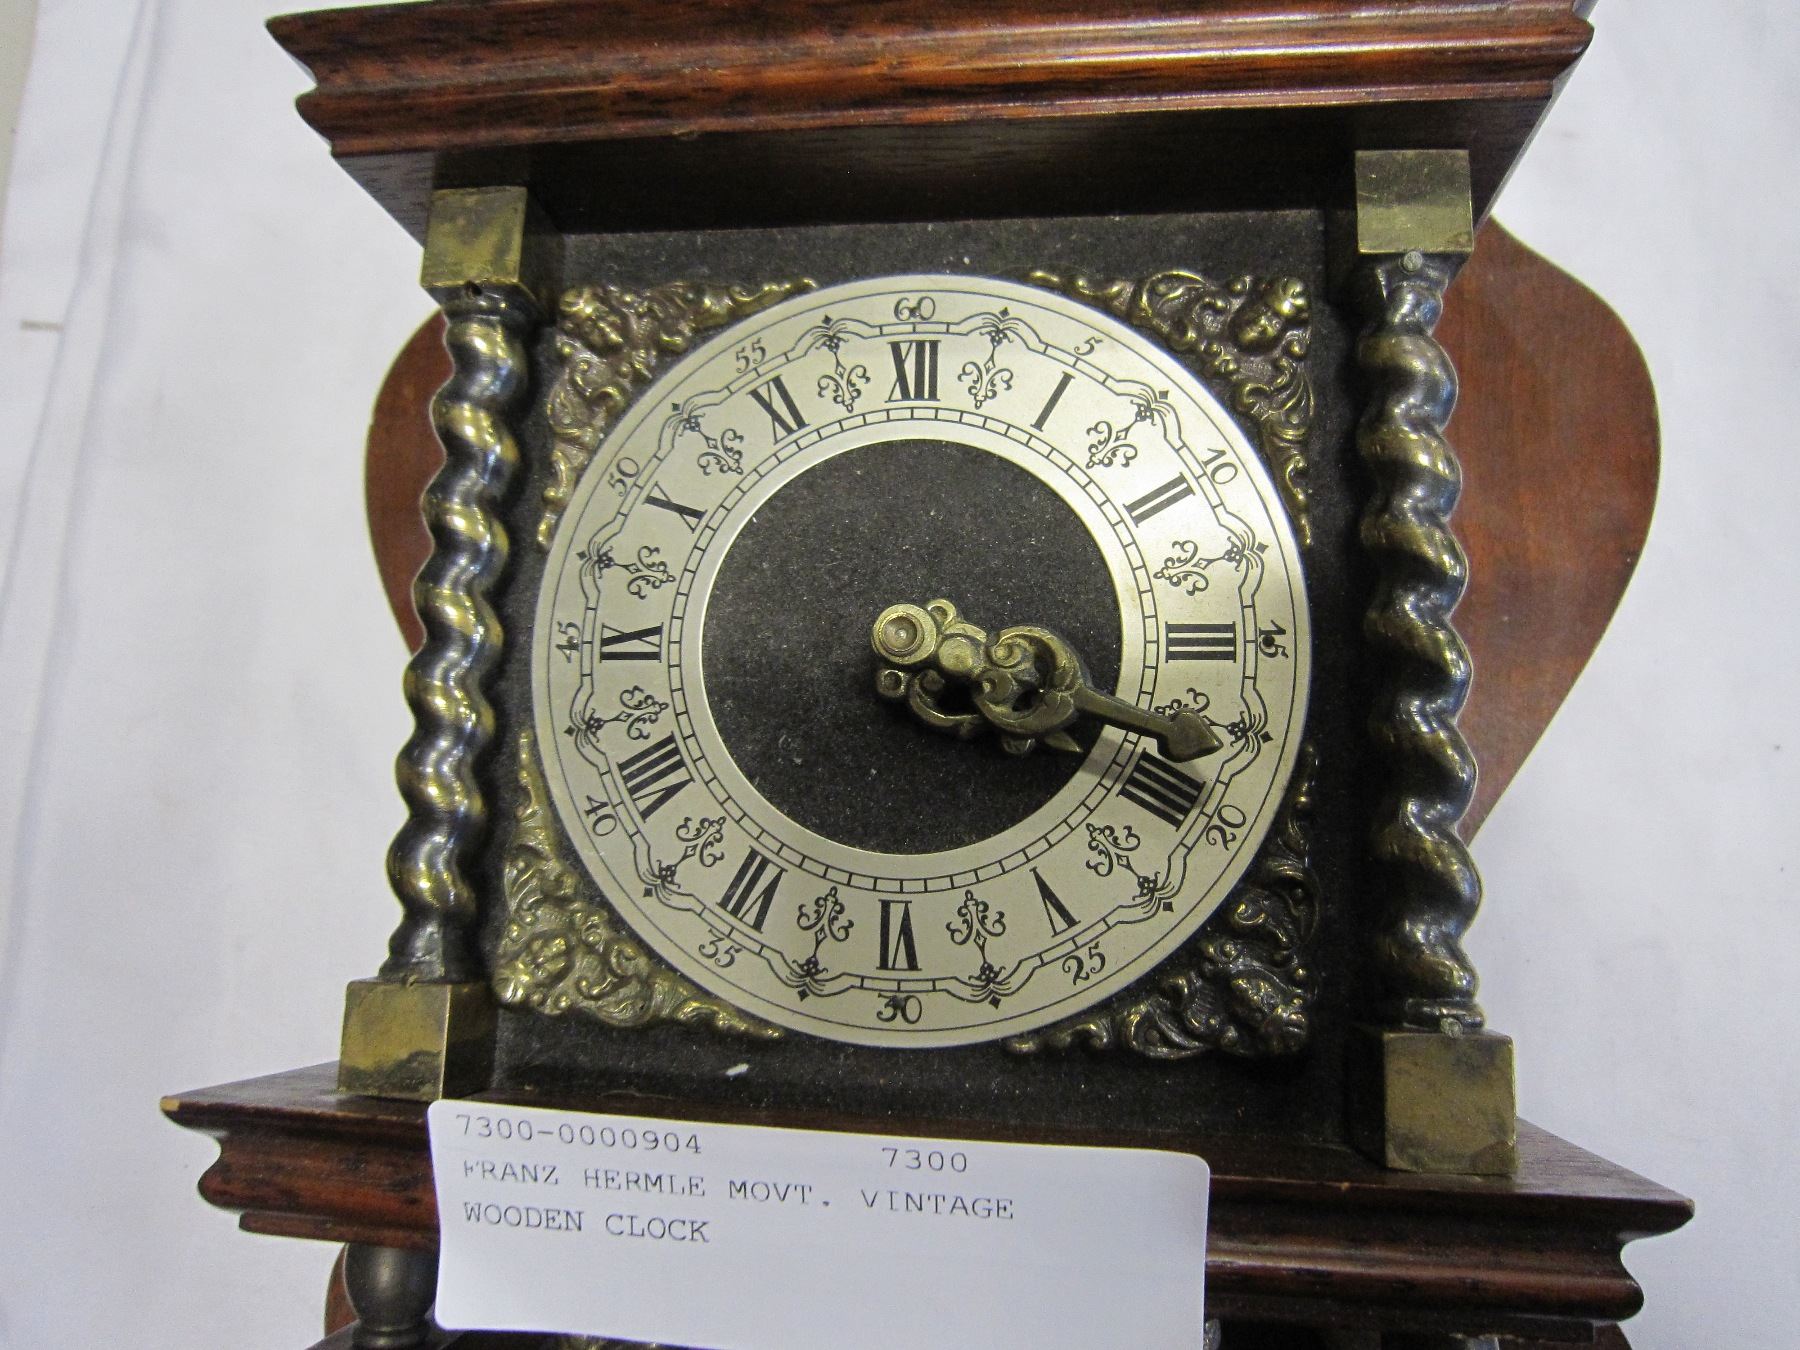 60
5
10
15
20
25
30
35
40
45
50
55
XII
I
II
III
IIII
V
VI
VII
VIII
IX
X
XI
7300-0000904 7300
FRANZ HERMLE MOVT. VINTAGE
WOODEN CLOCK